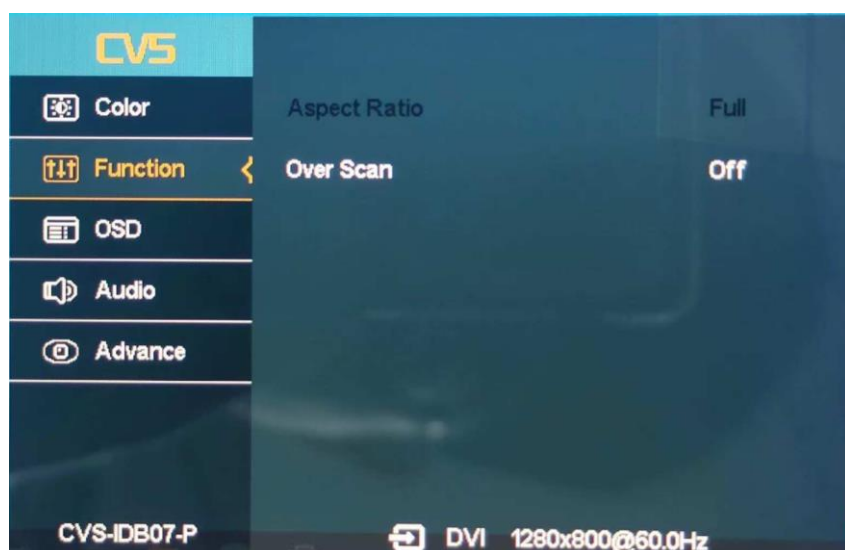 CVS
Color
Aspect Ratio Full
Function
Over Scan Off
OSD
Audio
Advance
CVS-IDB07-P
DVI 1280x800@60.0Hz